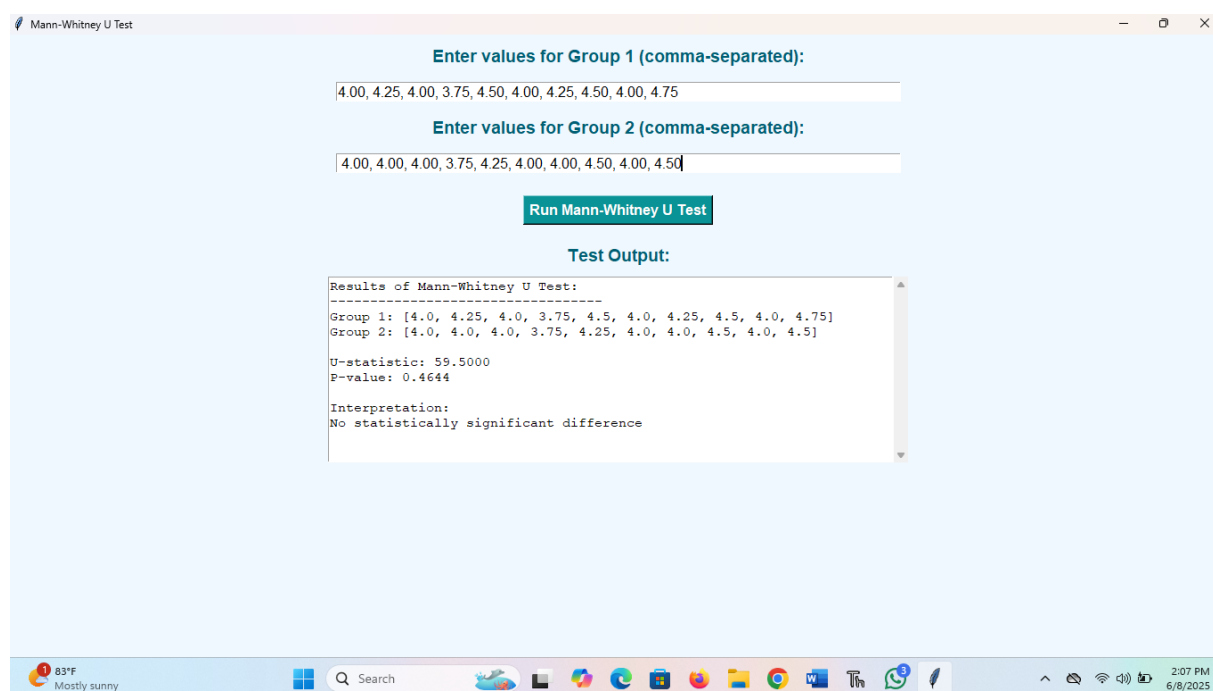 Mann-Whitney U Test
Enter values for Group 1 (comma-separated):
4.00, 4.25, 4.00, 3.75, 4.50, 4.00, 4.25, 4.50, 4.00, 4.75
Enter values for Group 2 (comma-separated):
4.00, 4.00, 4.00, 3.75, 4.25, 4.00, 4.00, 4.50, 4.00, 4.50
Run Mann-Whitney U Test
Test Output:
Results of Mann-Whitney U Test:
----------------------------------
Group 1: [4.0, 4.25, 4.0, 3.75, 4.5, 4.0, 4.25, 4.5, 4.0, 4.75]
Group 2: [4.0, 4.0, 4.0, 3.75, 4.25, 4.0, 4.0, 4.5, 4.0, 4.5]
U-statistic: 59.5000
P-value: 0.4644
Interpretation:
No statistically significant difference
1
83°F
Mostly sunny
Search
W
Th
3
2:07 PM
6/8/2025